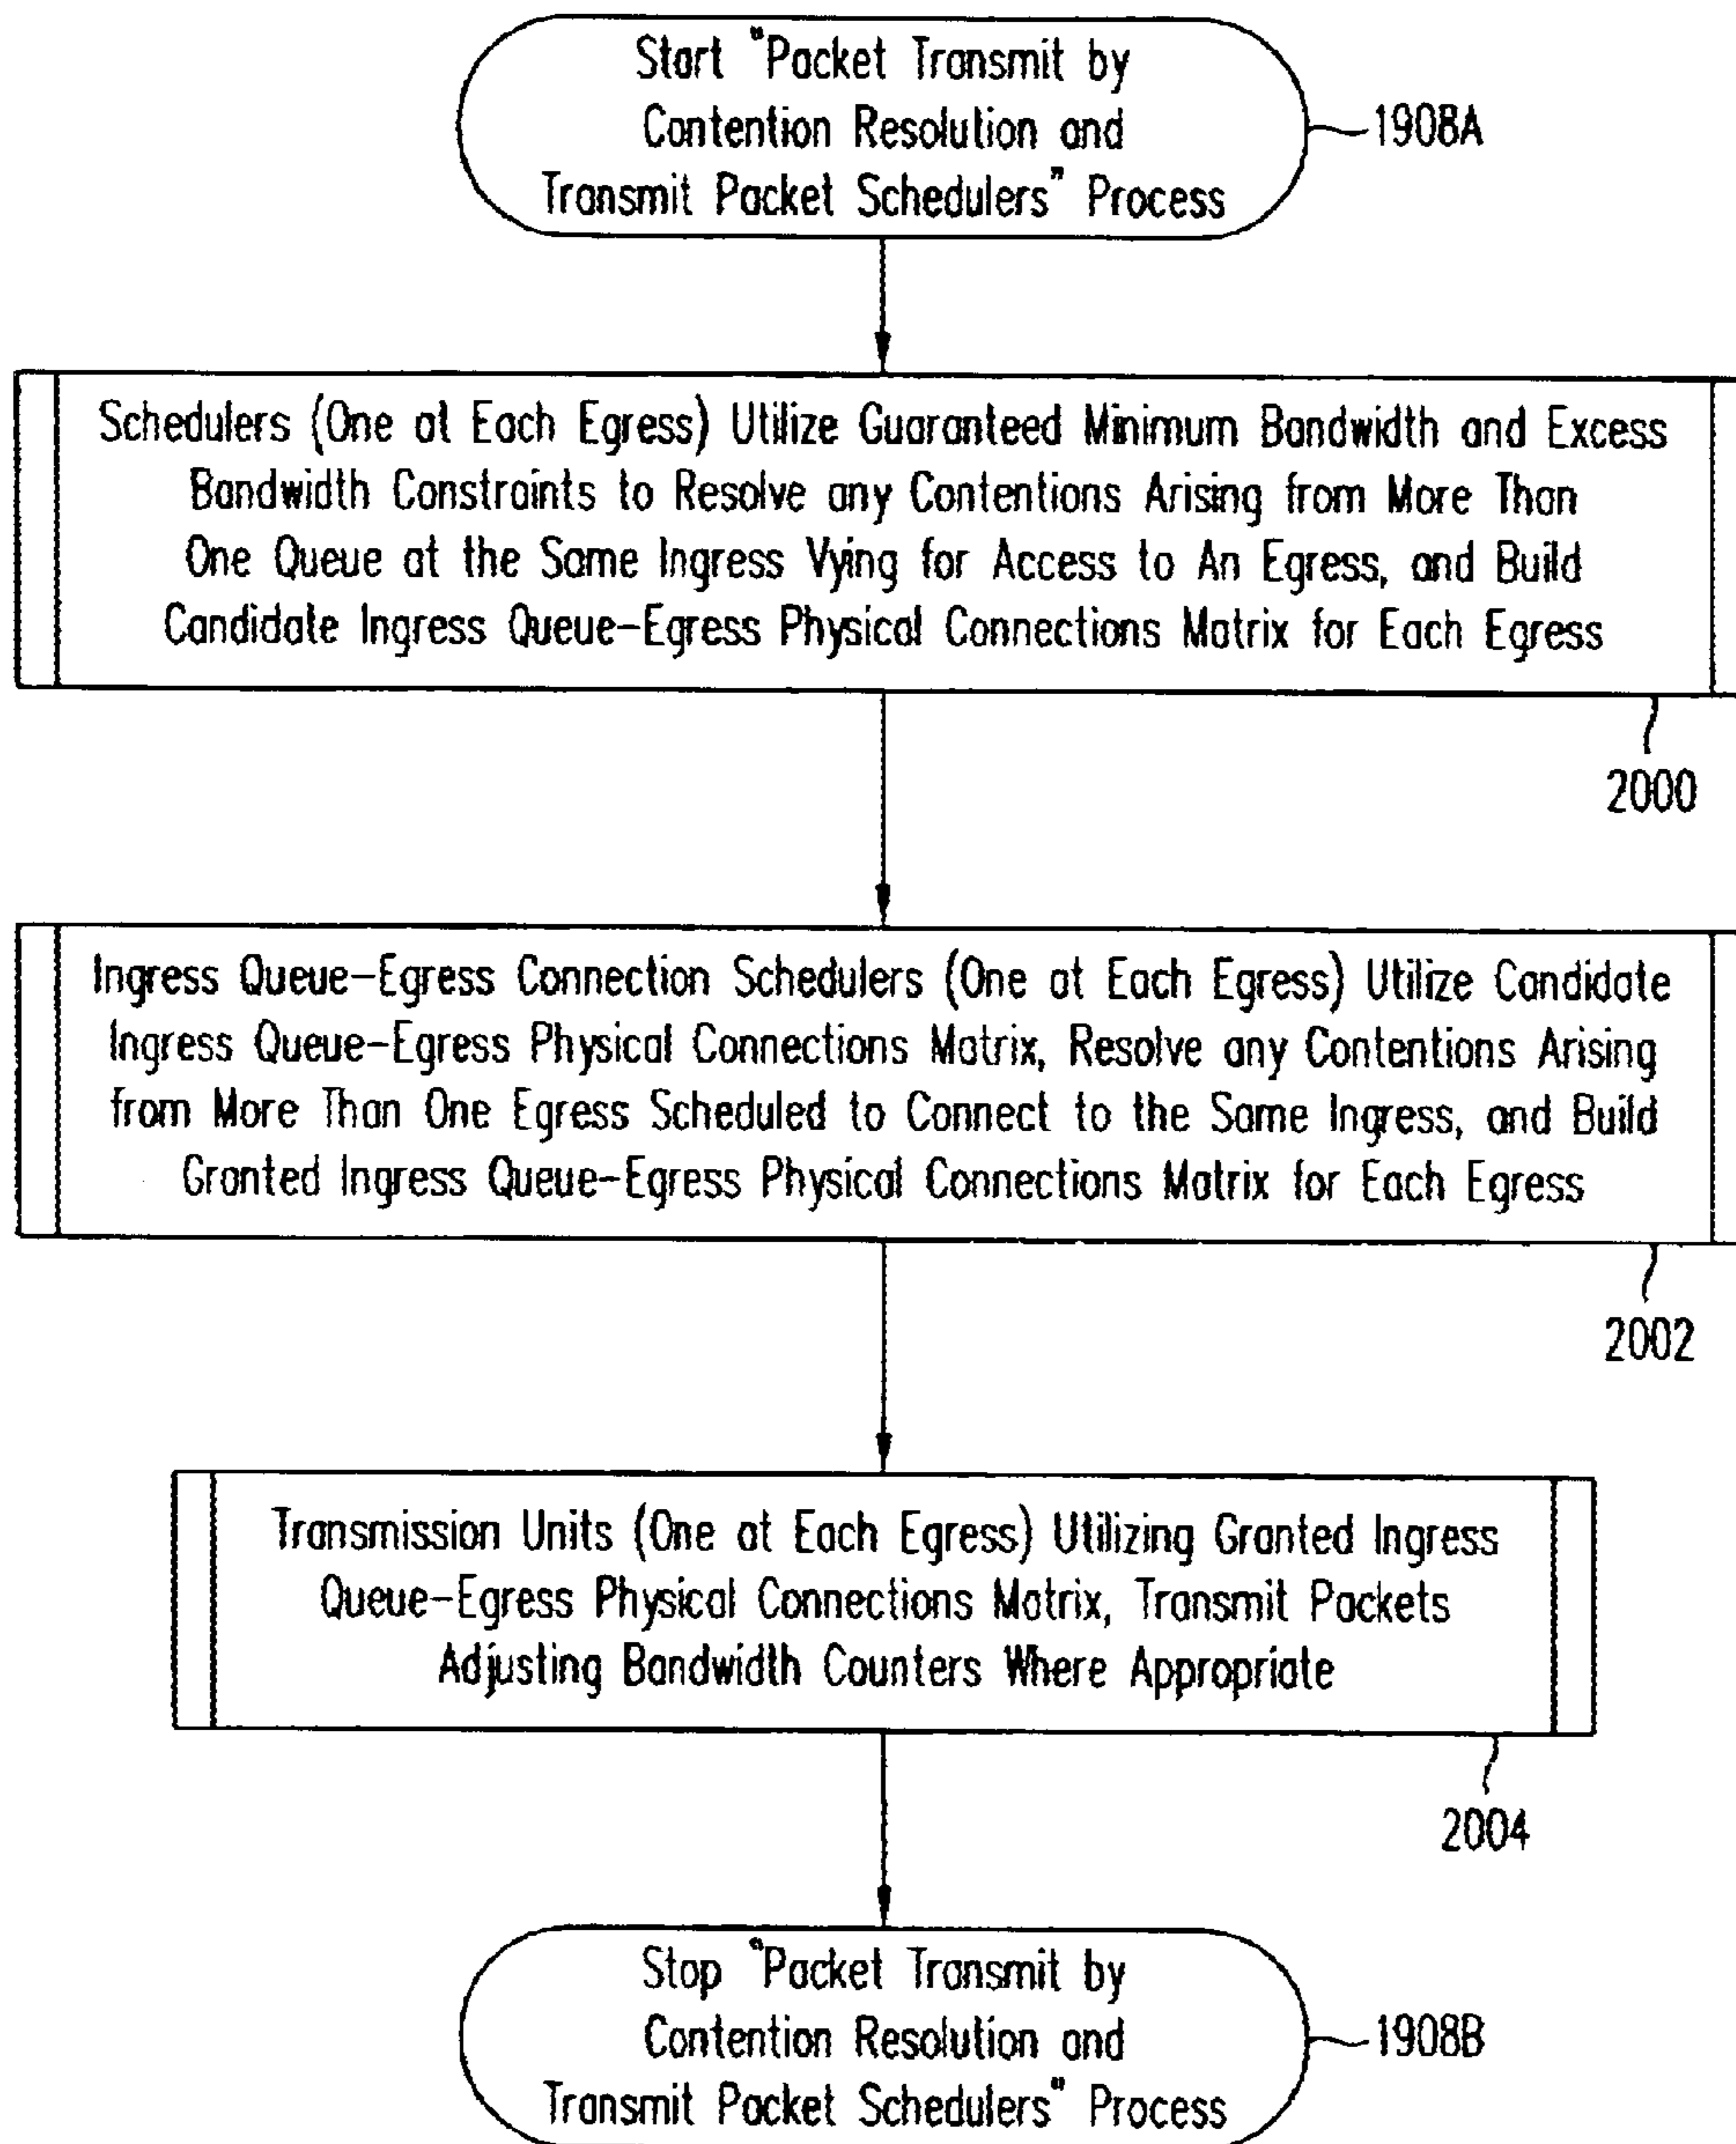 Start "Packet Transmit by
Contention Resolution and
Transmit Packet Schedulers" Process
1908A
Schedulers (One at Each Egress) Utilize Guaranteed Minimum Bandwidth and Excess
Bandwidth Constraints to Resolve any Contentions Arising from More Than
One Queue at the Same Ingress Vying for Access to An Egress, and Build
Candidate Ingress Queue-Egress Physical Connections Matrix for Each Egress
2000
Ingress Queue-Egress Connection Schedulers (One at Each Egress) Utilize Candidate
Ingress Queue-Egress Physical Connections Matrix, Resolve any Contentions Arising
from More Than One Egress Scheduled to Connect to the Same Ingress, and Build
Granted Ingress Queue-Egress Physical Connections Matrix for Each Egress
2002
Transmission Units (One at Each Egress) Utilizing Granted Ingress
Queue-Egress Physical Connections Matrix, Transmit Packets
Adjusting Bandwidth Counters Where Appropriate
2004
Stop "Packet Transmit by
Contention Resolution and
Transmit Packet Schedulers" Process
1908B